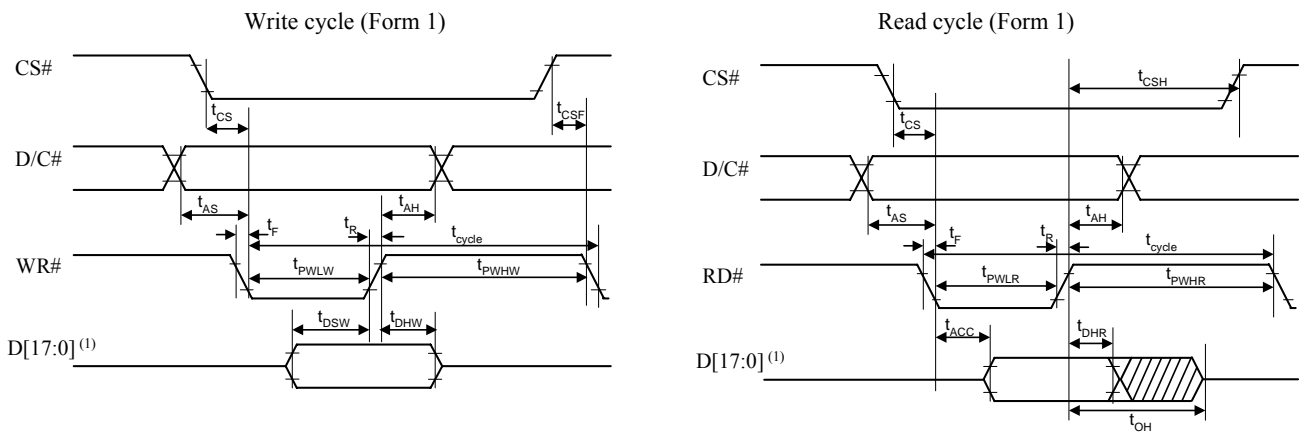 Write cycle (Form 1)
CS#
tCS
tCSF
D/C#
tAS
tAH
tF
tR
tcycle
WR#
tPWLW
tPWHW
tDSW
tDHW
D[17:0] (1)
Read cycle (Form 1)
CS#
tCSH
tCS
D/C#
tAS
tAH
tF
tR
tcycle
RD#
tPWLR
tPWHR
tACC
tDHR
D[17:0] (1)
tOH